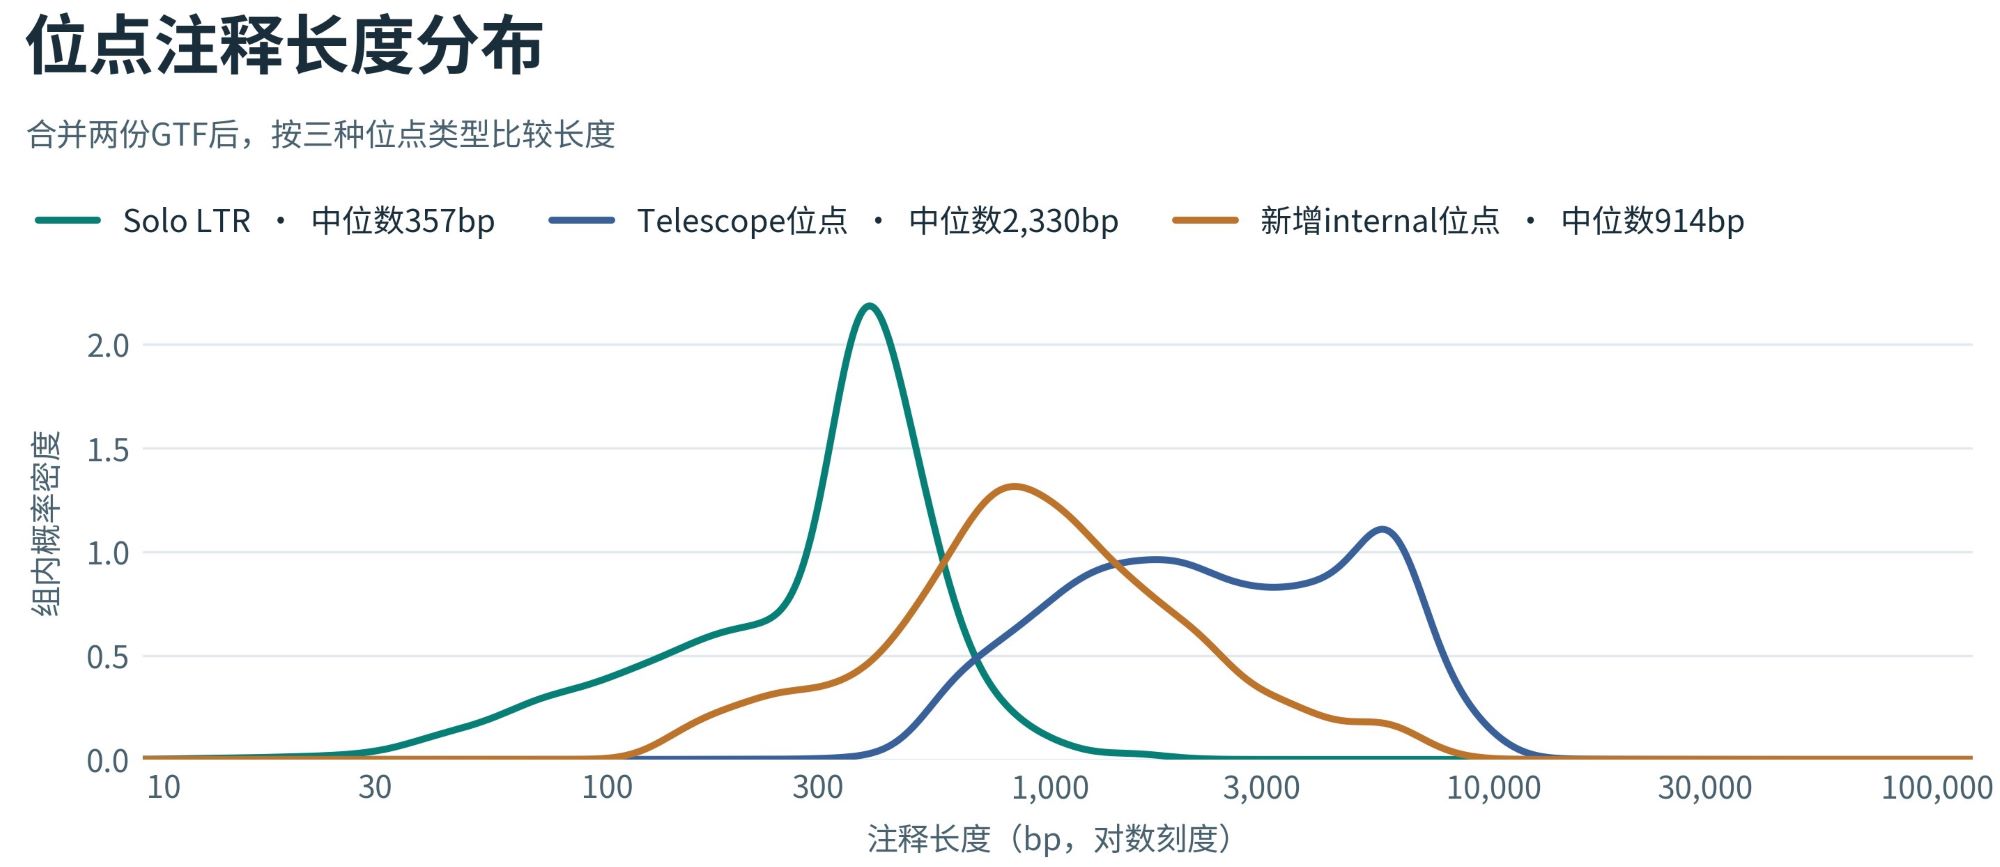 位点注释长度分布
合并两份GTF后，按三种位点类型比较长度
Solo LTR · 中位数357bp
Telescope位点 · 中位数2,330bp
新增internal位点 · 中位数914bp
组内概率密度
2.0
1.5
1.0
0.5
0.0
10 30 100 300 1,000 3,000 10,000 30,000 100,000
注释长度（bp，对数刻度）